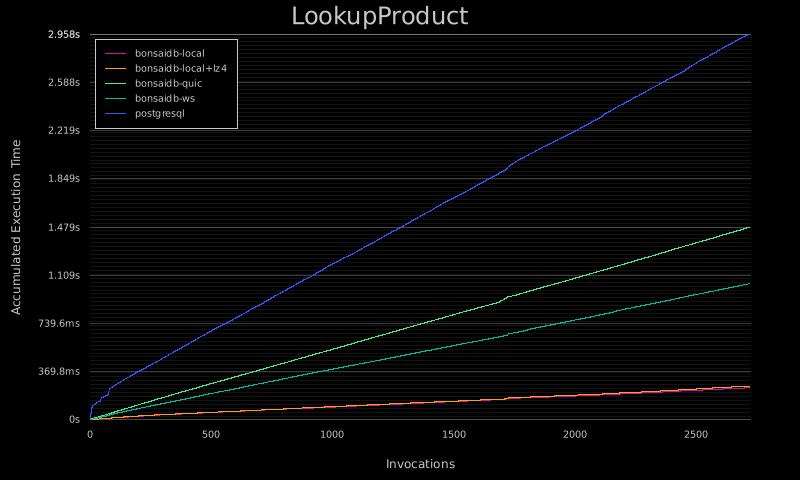 LookupProduct
2.958s
2.588s
2.219s
1.849s
1.479s
1.109s
739.6ms
369.8ms
0s
Accumulated Execution Time
bonsaidb-local
bonsaidb-local+lz4
bonsaidb-quic
bonsaidb-ws
postgresql
0
500
1000
1500
2000
2500
Invocations